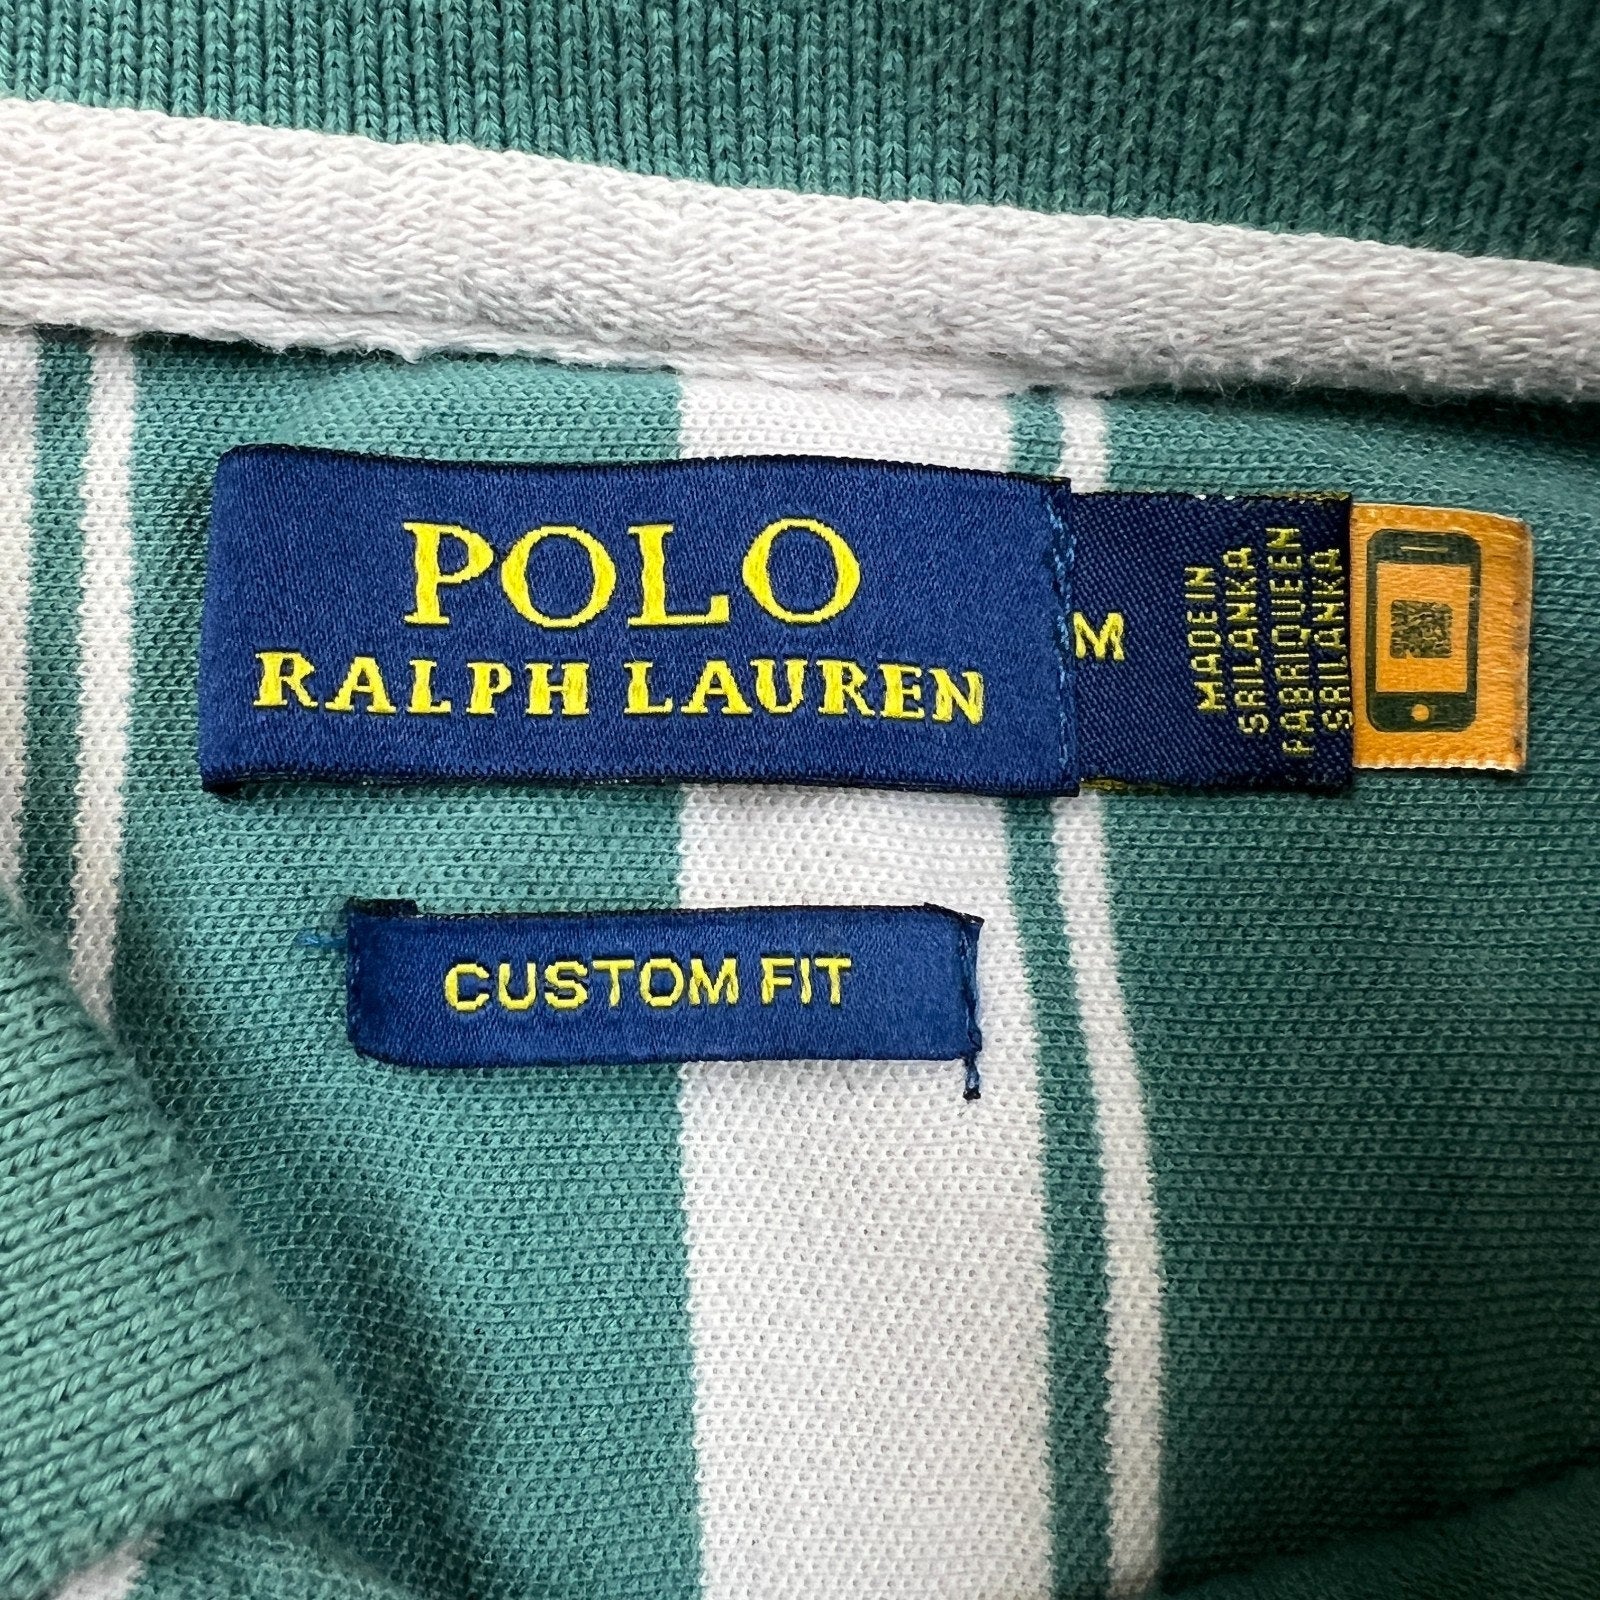 POLO
RALPH LAUREN
M
MADE IN
SRI LANKA
FABRIQUE EN
SRI LANKA
CUSTOM FIT